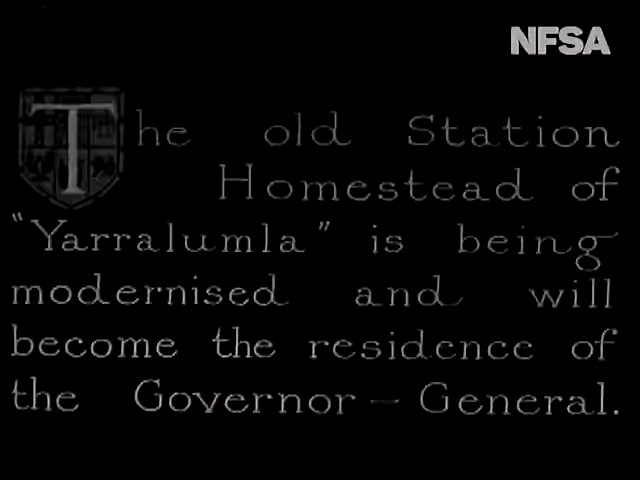 NFSA
The old Station
Homestead of
"Yarralumla" is being
modernised and will
become the residence of
the Governor - General.